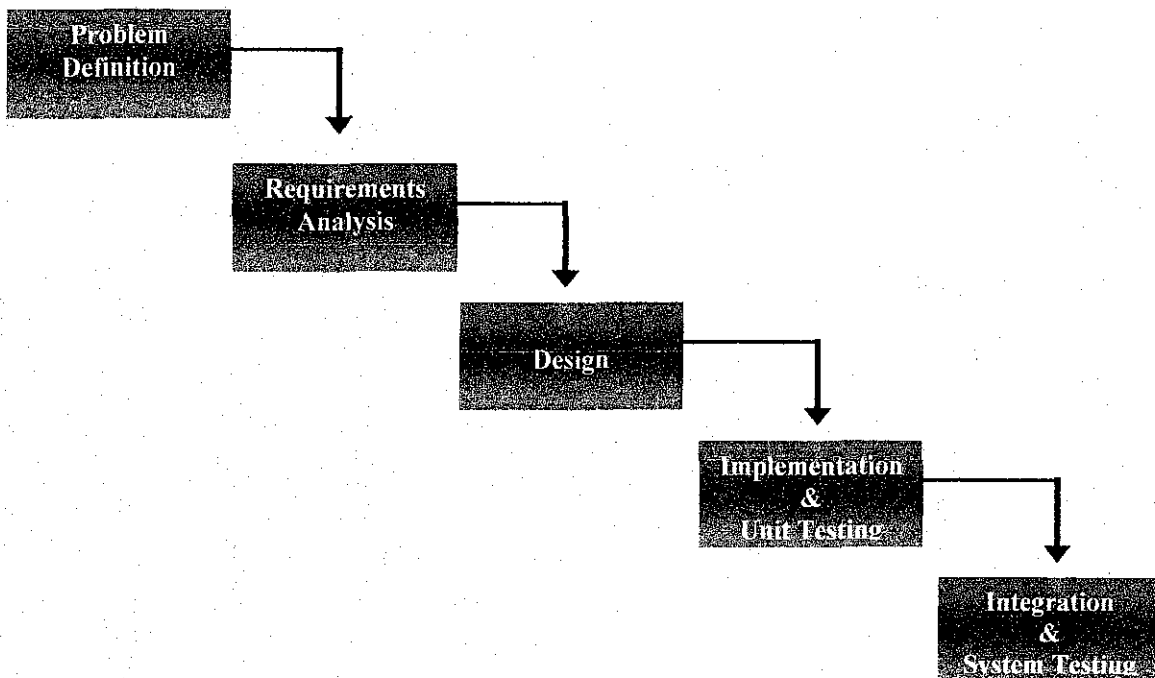 Problem
Definition
Requirements
Analysis
Design
Implementation
&
Unit Testing
Integration
&
System Testing